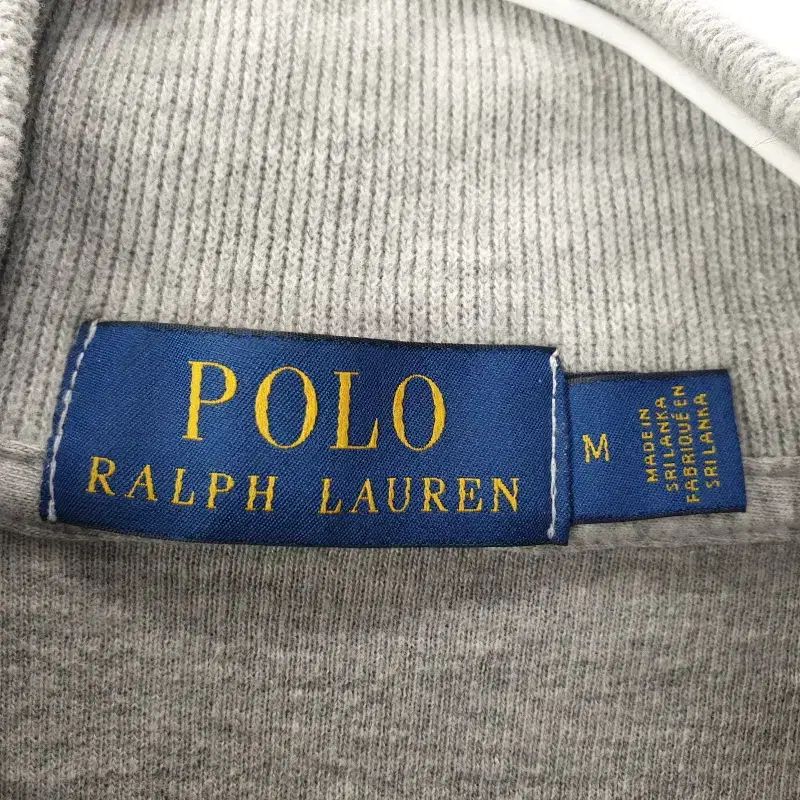 POLO
RALPH LAUREN
M
MADE IN
SRI LANKA
FABRIQUÉ EN
SRI LANKA